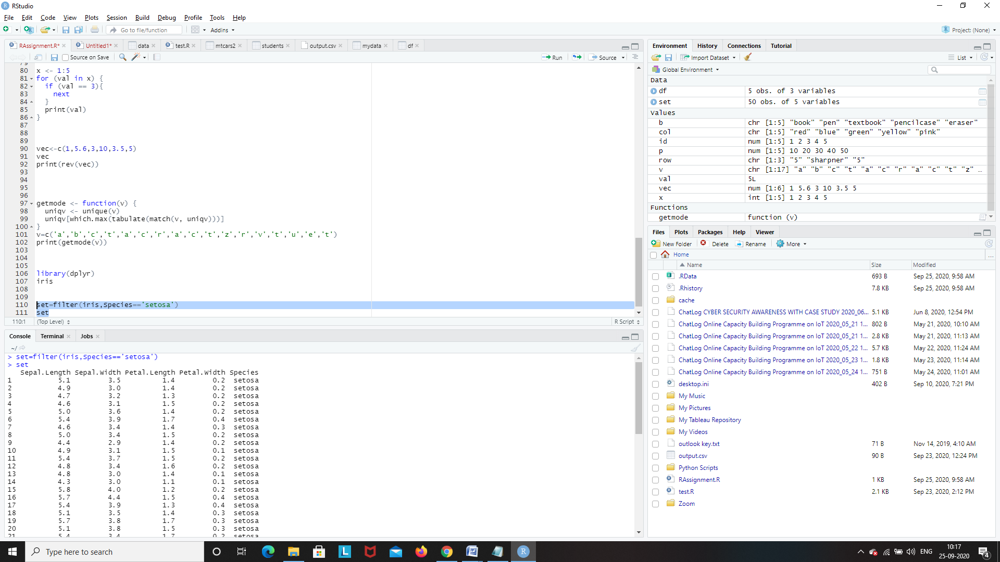 RStudio
File Edit Code View Plots Session Build Debug Profile Tools Help
Go to file/function Addins Project: (None)
RAssignment.R* Untitled1* data test.R mtcars2 students output.csv mydata df
Source on Save Run Source
79
80 x <- 1:5
81 for (val in x) {
82 if (val == 3){
83 next
84 }
85 print(val)
86 }
87
88
89
90 vec<-c(1,5.6,3,10,3.5,5)
91 vec
92 print(rev(vec))
93
94
95
96
97 getmode <- function(v) {
98 uniqv <- unique(v)
99 uniqv[which.max(tabulate(match(v, uniqv)))]
100 }
101 v=c('a','b','c','t','a','c','r','a','c','t','z','r','v','t','u','e','t')
102 print(getmode(v))
103
104
105
106 library(dplyr)
107 iris
108
109
110 set=filter(iris,Species=='setosa')
111 set
110:1 (Top Level) R Script
Console Terminal Jobs
~/
> set=filter(iris,Species=='setosa')
> set
Sepal.Length Sepal.Width Petal.Length Petal.Width Species
1 5.1 3.5 1.4 0.2 setosa
2 4.9 3.0 1.4 0.2 setosa
3 4.7 3.2 1.3 0.2 setosa
4 4.6 3.1 1.5 0.2 setosa
5 5.0 3.6 1.4 0.2 setosa
6 5.4 3.9 1.7 0.4 setosa
7 4.6 3.4 1.4 0.3 setosa
8 5.0 3.4 1.5 0.2 setosa
9 4.4 2.9 1.4 0.2 setosa
10 4.9 3.1 1.5 0.1 setosa
11 5.4 3.7 1.5 0.2 setosa
12 4.8 3.4 1.6 0.2 setosa
13 4.8 3.0 1.4 0.1 setosa
14 4.3 3.0 1.1 0.1 setosa
15 5.8 4.0 1.2 0.2 setosa
16 5.7 4.4 1.5 0.4 setosa
17 5.4 3.9 1.3 0.4 setosa
18 5.1 3.5 1.4 0.3 setosa
19 5.7 3.8 1.7 0.3 setosa
20 5.1 3.8 1.5 0.3 setosa
21 5.4 3.4 1.7 0.2 setosa
Environment History Connections Tutorial
Import Dataset List
Global Environment
Data
df 5 obs. of 3 variables
set 50 obs. of 5 variables
Values
b chr [1:5] "book" "pen" "textbook" "pencilcase" "eraser"
col chr [1:5] "red" "blue" "green" "yellow" "pink"
id num [1:5] 1 2 3 4 5
p num [1:5] 10 20 30 40 50
row chr [1:3] "5" "sharpner" "5"
v chr [1:17] "a" "b" "c" "t" "a" "c" "r" "a" "c" "t" "z" …
val 5L
vec num [1:6] 1 5.6 3 10 3.5 5
x int [1:5] 1 2 3 4 5
Functions
getmode function (v)
Files Plots Packages Help Viewer
New Folder Delete Rename More
Home ...
Name Size Modified
.RData 693 B Sep 25, 2020, 9:58 AM
.Rhistory 7.8 KB Sep 25, 2020, 9:58 AM
cache
ChatLog CYBER SECURITY AWARENESS WITH CASE STUDY 2020_06... 5.1 KB Jun 8, 2020, 12:54 PM
ChatLog Online Capacity Building Programme on IoT 2020_05_21 1... 802 B May 21, 2020, 10:10 AM
ChatLog Online Capacity Building Programme on IoT 2020_05_21 1... 2.8 KB May 21, 2020, 11:13 AM
ChatLog Online Capacity Building Programme on IoT 2020_05_22 1... 5.7 KB May 22, 2020, 11:24 AM
ChatLog Online Capacity Building Programme on IoT 2020_05_23 1... 1.8 KB May 23, 2020, 11:14 AM
ChatLog Online Capacity Building Programme on IoT 2020_05_24 1... 751 B May 24, 2020, 11:01 AM
desktop.ini 402 B Sep 10, 2020, 7:21 PM
My Music
My Pictures
My Tableau Repository
My Videos
outlook key.txt 71 B Nov 14, 2019, 4:10 AM
output.csv 90 B Sep 23, 2020, 12:24 PM
Python Scripts
RAssignment.R 1 KB Sep 25, 2020, 9:58 AM
test.R 2.1 KB Sep 23, 2020, 2:12 PM
Zoom
Type here to search
ENG
10:17
25-09-2020
4